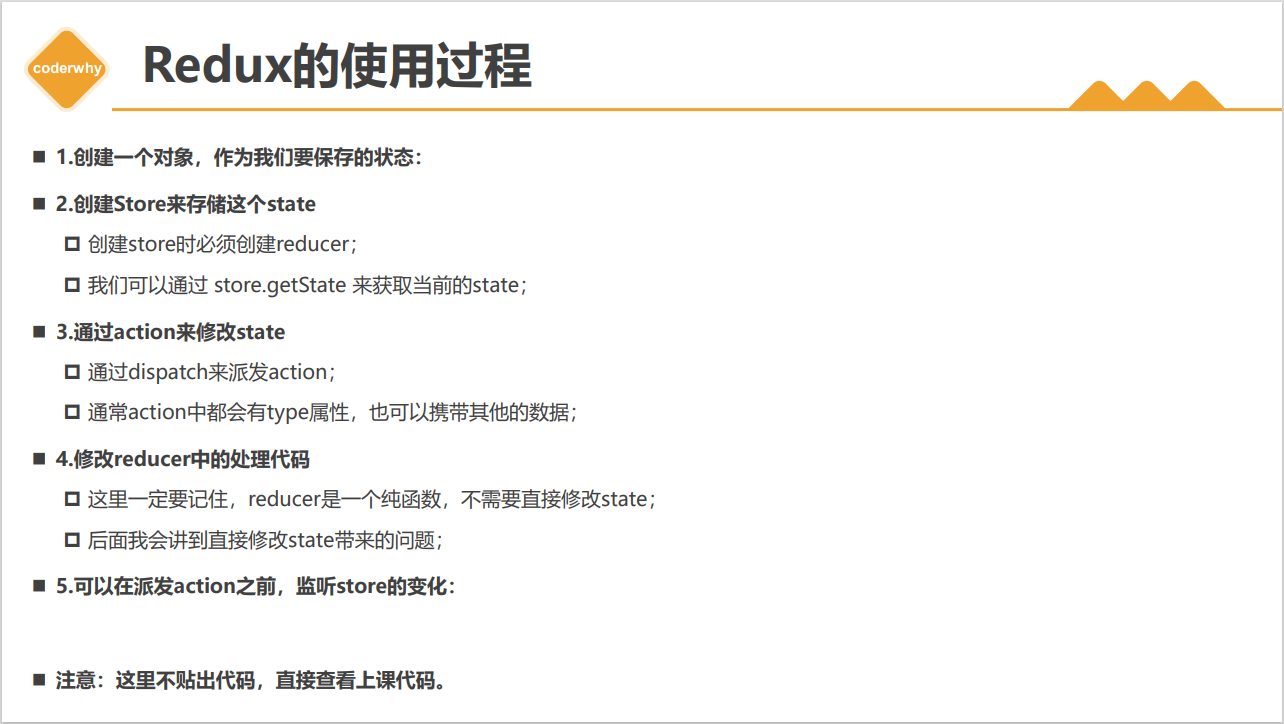 coderwhy
Redux的使用过程
1.创建一个对象，作为我们要保存的状态：
2.创建Store来存储这个state
创建store时必须创建reducer；
我们可以通过 store.getState 来获取当前的state；
3.通过action来修改state
通过dispatch来派发action；
通常action中都会有type属性，也可以携带其他的数据；
4.修改reducer中的处理代码
这里一定要记住，reducer是一个纯函数，不需要直接修改state；
后面我会讲到直接修改state带来的问题；
5.可以在派发action之前，监听store的变化：
注意：这里不贴出代码，直接查看上课代码。